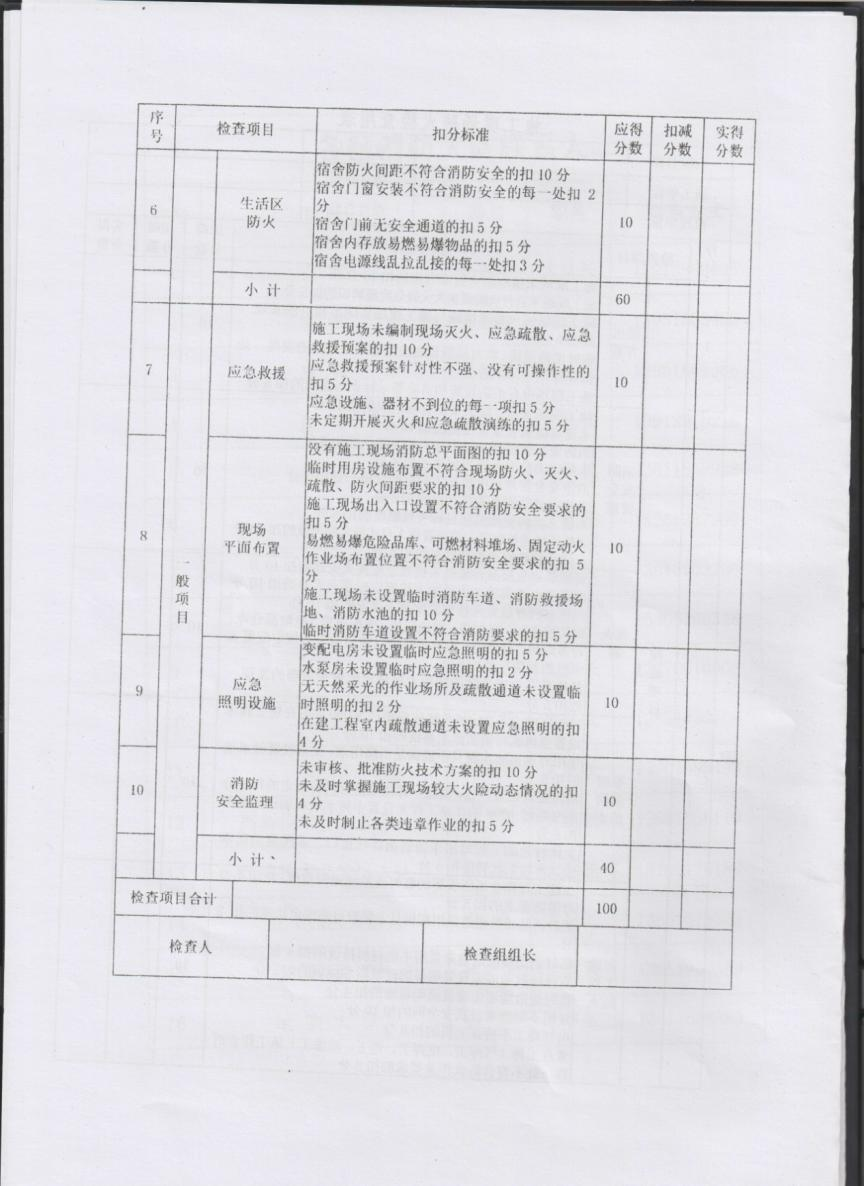 序号 检查项目 扣分标准 应得分数 扣减分数 实得分数
6 生活区防火 10
宿舍防火间距不符合消防安全的扣 10 分
宿舍门窗安装不符合消防安全的每一处扣 2
分
宿舍门前无安全通道的扣 5 分
宿舍内存放易燃易爆物品的扣 5 分
宿舍电源线乱拉乱接的每一处扣 3 分
小 计 60
一般项目
7 应急救援 10
施工现场未编制现场灭火、应急疏散、应急
救援预案的扣 10 分
应急救援预案针对性不强、没有可操作性的
扣 5 分
应急设施、器材不到位的每一项扣 5 分
未定期开展灭火和应急疏散演练的扣 5 分
8 现场平面布置 10
没有施工现场消防总平面图的扣 10 分
临时用房设施布置不符合现场防火、灭火、
疏散、防火间距要求的扣 10 分
施工现场出入口设置不符合消防安全要求的
扣 5 分
易燃易爆危险品库、可燃材料堆场、固定动火
作业场布置位置不符合消防安全要求的扣 5
分
施工现场未设置临时消防车道、消防救援场
地、消防水池的扣 10 分
临时消防车道设置不符合消防要求的扣 5 分
9 应急照明设施 10
变配电房未设置临时应急照明的扣 5 分
水泵房未设置临时应急照明的扣 2 分
无天然采光的作业场所及疏散通道未设置临
时照明的扣 2 分
在建工程室内疏散通道未设置应急照明的扣
4 分
10 消防安全监理 10
未审核、批准防火技术方案的扣 10 分
未及时掌握施工现场较大火险动态情况的扣
4 分
未及时制止各类违章作业的扣 5 分
小 计 40
检查项目合计 100
检查人 检查组组长